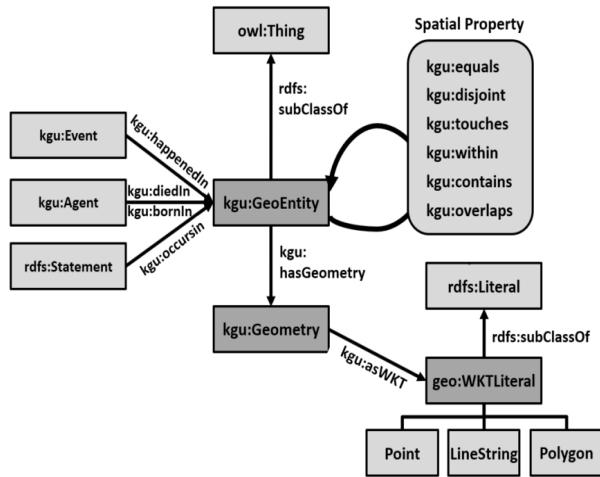 owl:Thing
Spatial Property
kgu:equals
kgu:disjoint
kgu:touches
kgu:within
kgu:contains
kgu:overlaps
rdfs:
subClassOf
kgu:Event
kgu:happenedIn
kgu:Agent
kgu:diedIn
kgu:bornIn
kgu:GeoEntity
rdfs:Statement
kgu:occursin
kgu:
hasGeometry
rdfs:Literal
kgu:Geometry
rdfs:subClassOf
kgu:asWKT
geo:WKTLiteral
Point
LineString
Polygon